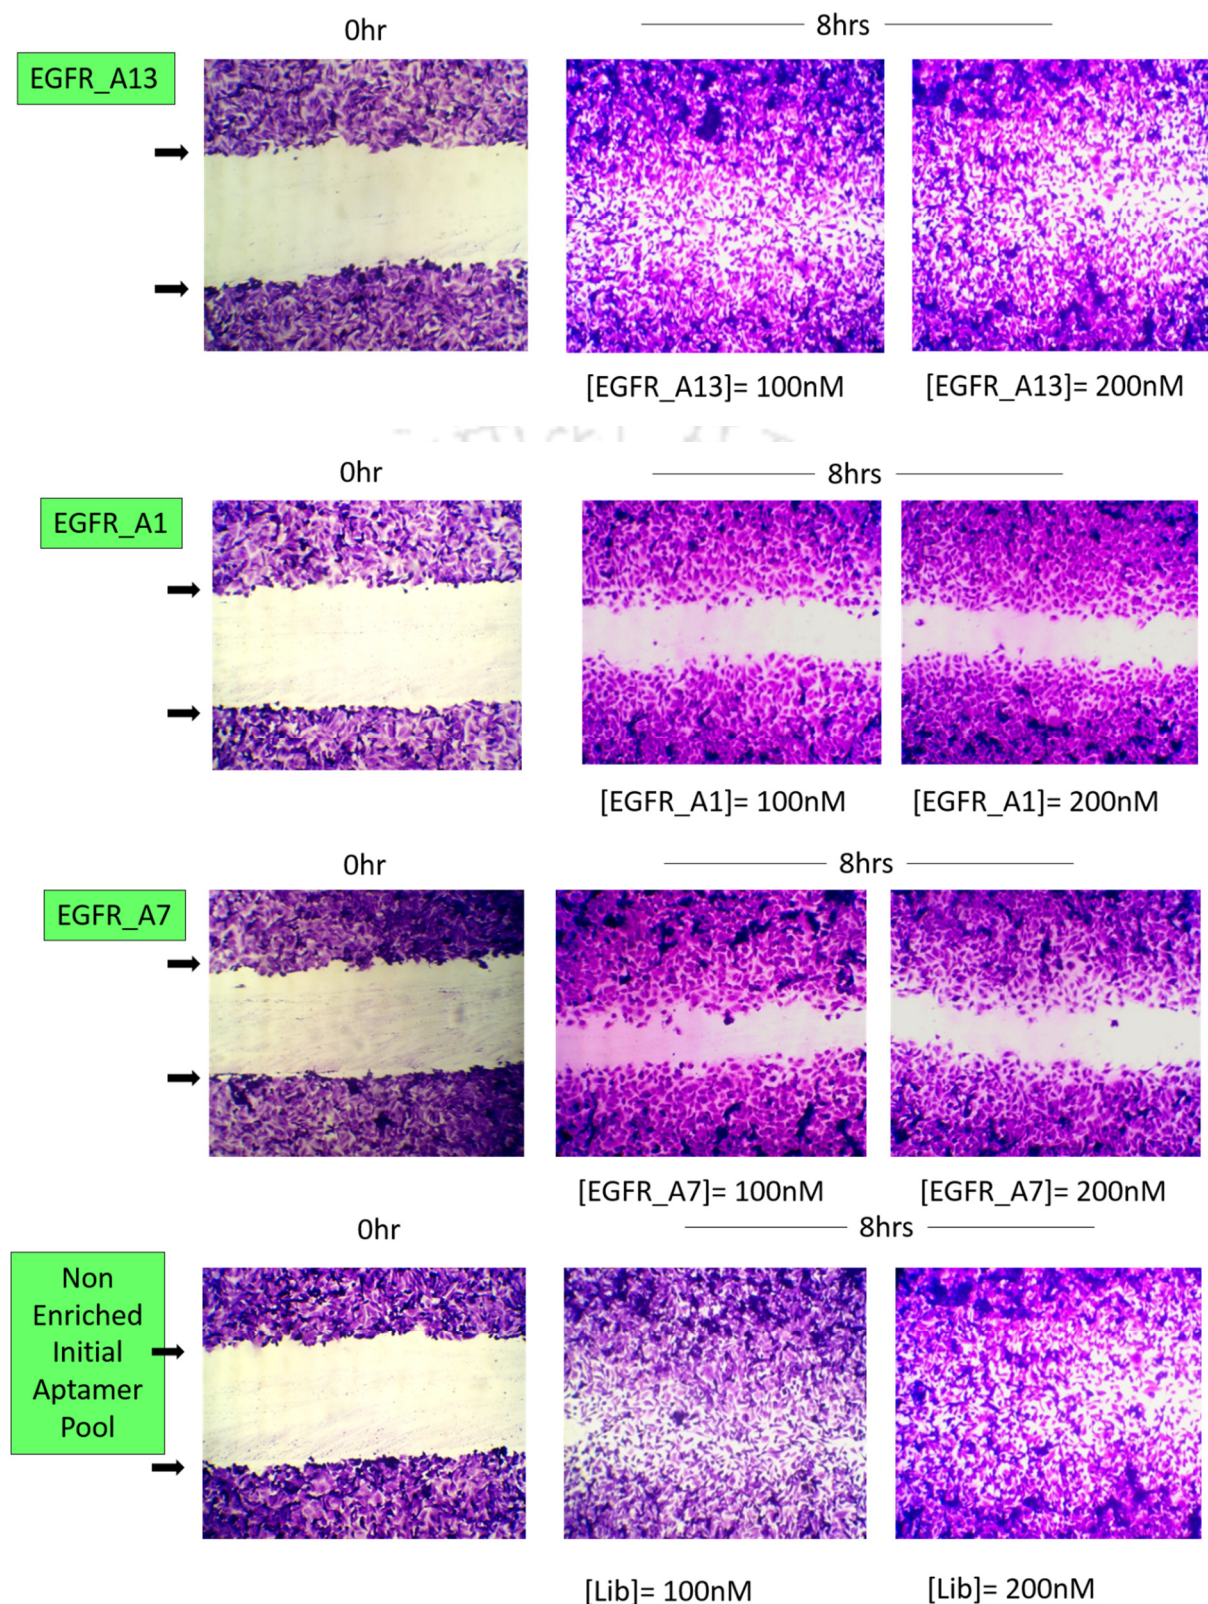 0hr
8hrs
EGFR_A13
[EGFR_A13]= 100nM
[EGFR_A13]= 200nM
0hr
8hrs
EGFR_A1
[EGFR_A1]= 100nM
[EGFR_A1]= 200nM
0hr
8hrs
EGFR_A7
[EGFR_A7]= 100nM
[EGFR_A7]= 200nM
0hr
8hrs
Non
Enriched
Initial
Aptamer
Pool
[Lib]= 100nM
[Lib]= 200nM